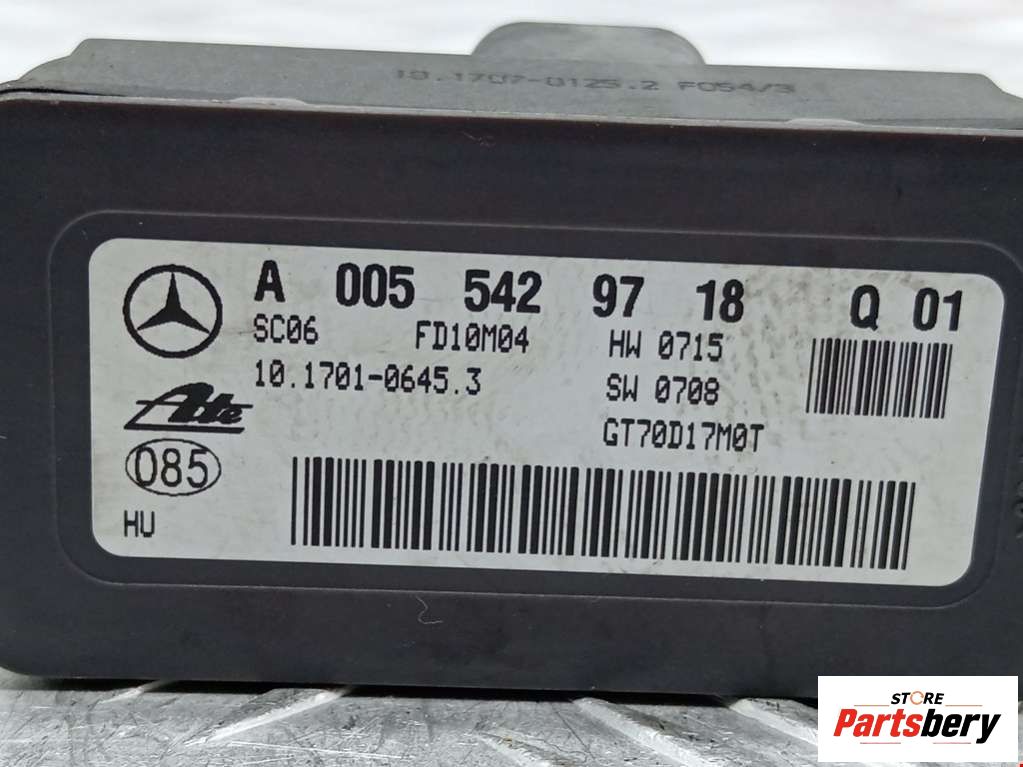 10.1707-0125.2 F054/3
A 005 542 97 18 Q 01
SC06 FD10M04 HW 0715
10.1701-0645.3 SW 0708
Ate GT70D17M0T
085
HU
STORE
Partsbery